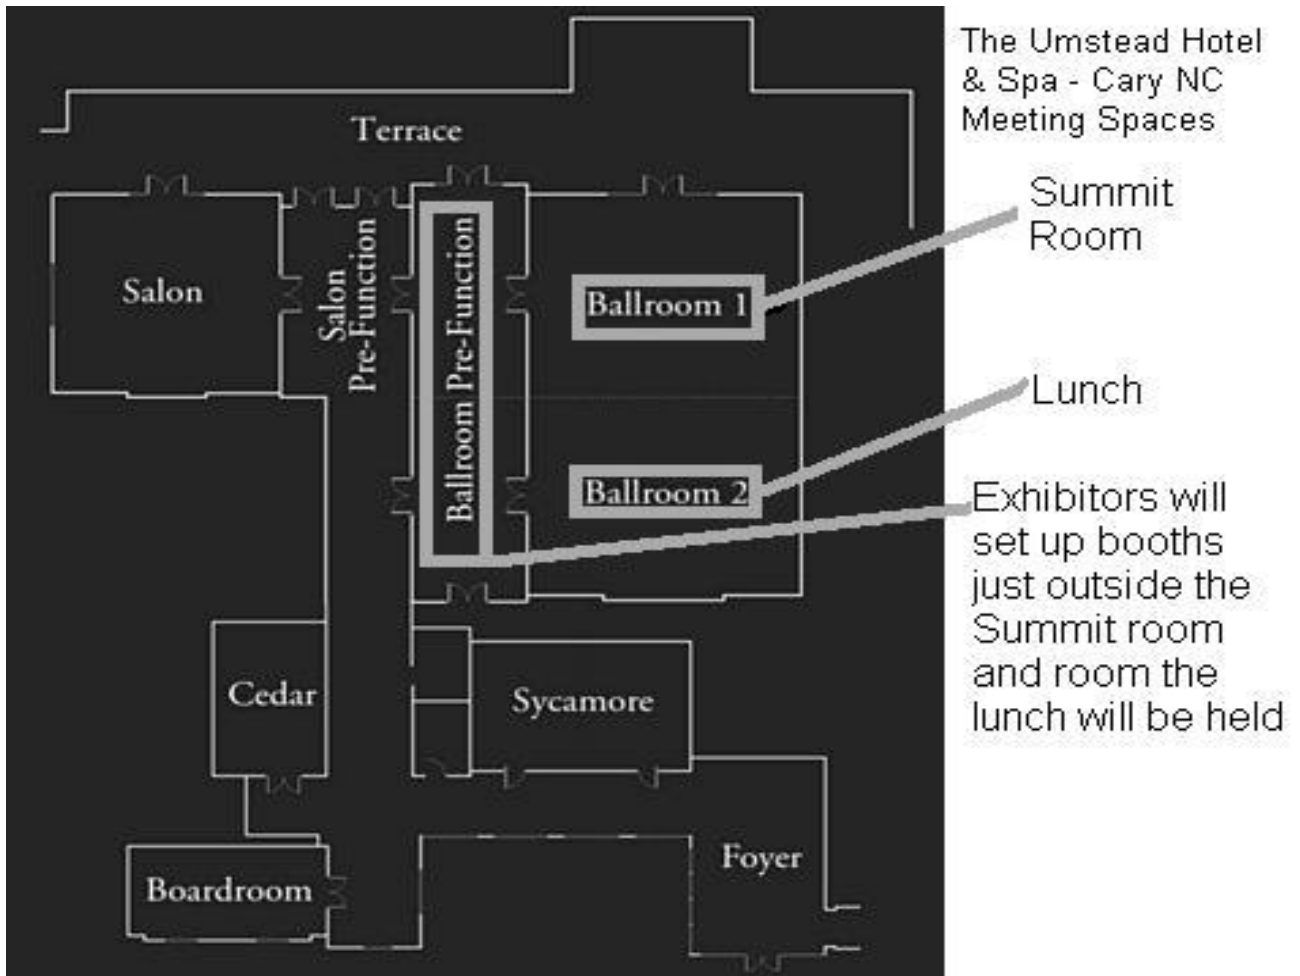 The Umstead Hotel
& Spa - Cary NC
Meeting Spaces
Terrace
Summit
Room
Salon
Salon
Pre-Function
Ballroom Pre-Function
Ballroom 1
Lunch
Ballroom 2
Exhibitors will
set up booths
just outside the
Summit room
and room the
lunch will be held
Cedar
Sycamore
Foyer
Boardroom